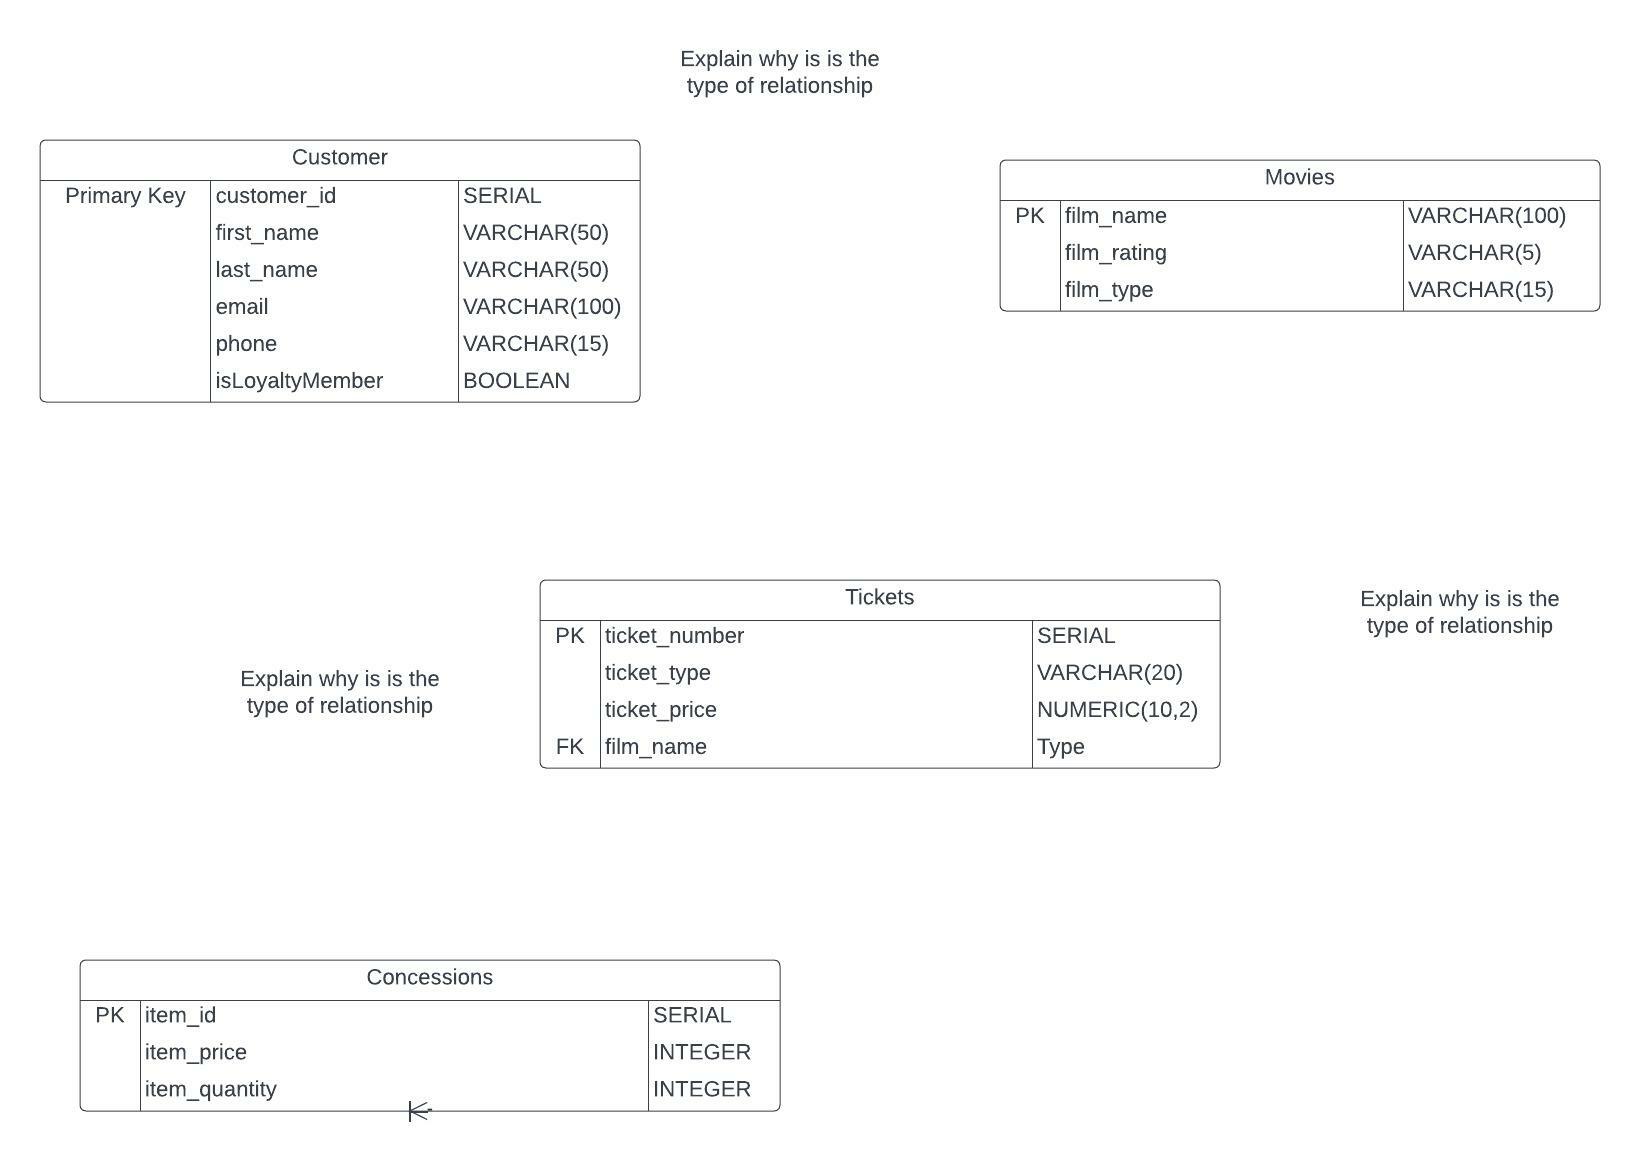 Explain why is is the
type of relationship
Customer
Primary Key customer_id SERIAL
first_name VARCHAR(50)
last_name VARCHAR(50)
email VARCHAR(100)
phone VARCHAR(15)
isLoyaltyMember BOOLEAN
Movies
PK film_name VARCHAR(100)
film_rating VARCHAR(5)
film_type VARCHAR(15)
Tickets
PK ticket_number SERIAL
ticket_type VARCHAR(20)
ticket_price NUMERIC(10,2)
FK film_name Type
Explain why is is the
type of relationship
Explain why is is the
type of relationship
Concessions
PK item_id SERIAL
item_price INTEGER
item_quantity INTEGER